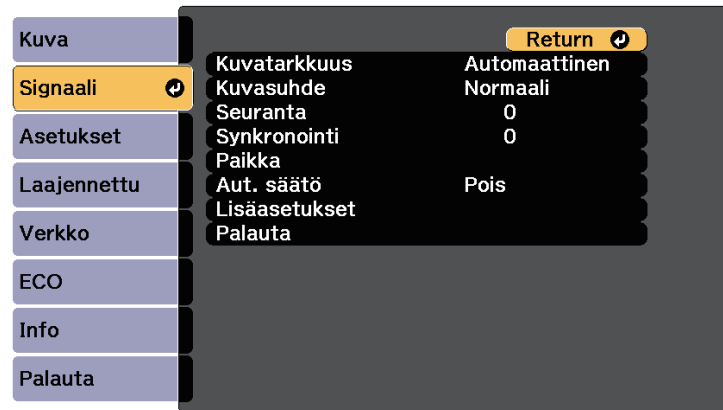 Kuva
Signaali
Asetukset
Laajennettu
Verkko
ECO
Info
Palauta
Return
Kuvatarkkuus Automaattinen
Kuvasuhde Normaali
Seuranta 0
Synkronointi 0
Paikka
Aut. säätö Pois
Lisäasetukset
Palauta